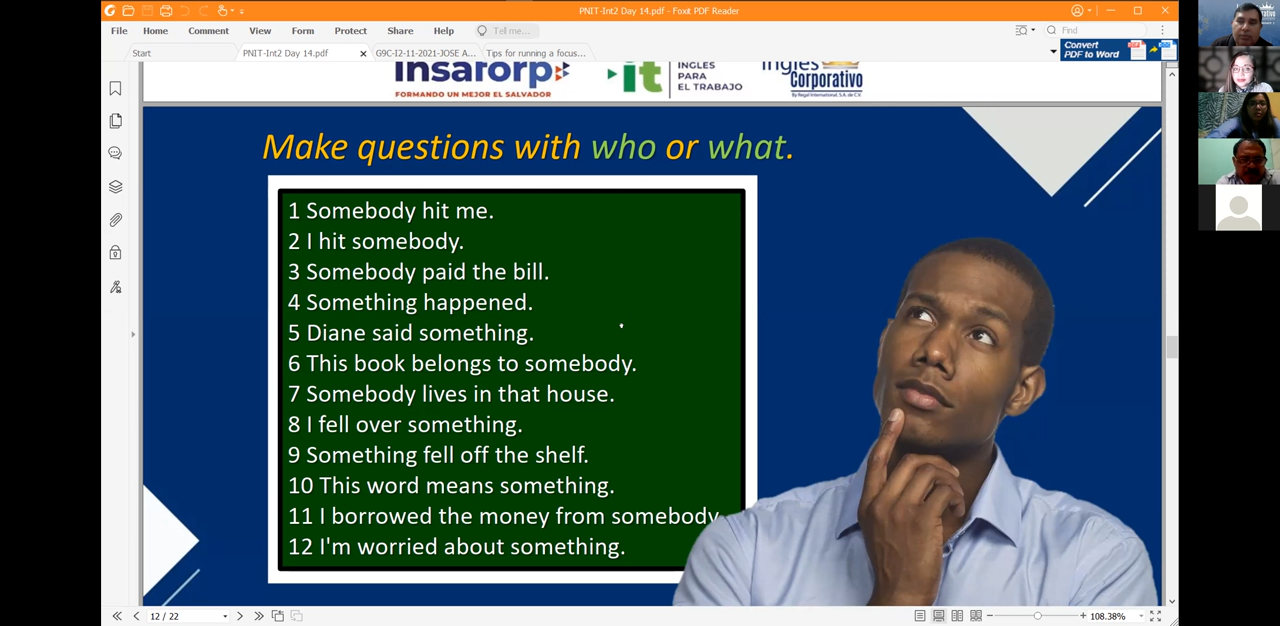 PNIT-Int2 Day 14.pdf - Foxit PDF Reader
File Home Comment View Form Protect Share Help Tell me... Find
Start PNIT-Int2 Day 14.pdf G9C-I2-11-2021-JOSE A... Tips for running a focus...
Convert
PDF to Word
insaforp
FORMANDO UN MEJOR EL SALVADOR
it
INGLES
PARA
EL TRABAJO
Inglés
Corporativo
By Regal International, S.A. de C.V.
Make questions with who or what.
1 Somebody hit me.
2 I hit somebody.
3 Somebody paid the bill.
4 Something happened.
5 Diane said something.
6 This book belongs to somebody.
7 Somebody lives in that house.
8 I fell over something.
9 Something fell off the shelf.
10 This word means something.
11 I borrowed the money from somebody
12 I'm worried about something.
12 / 22
108.38%